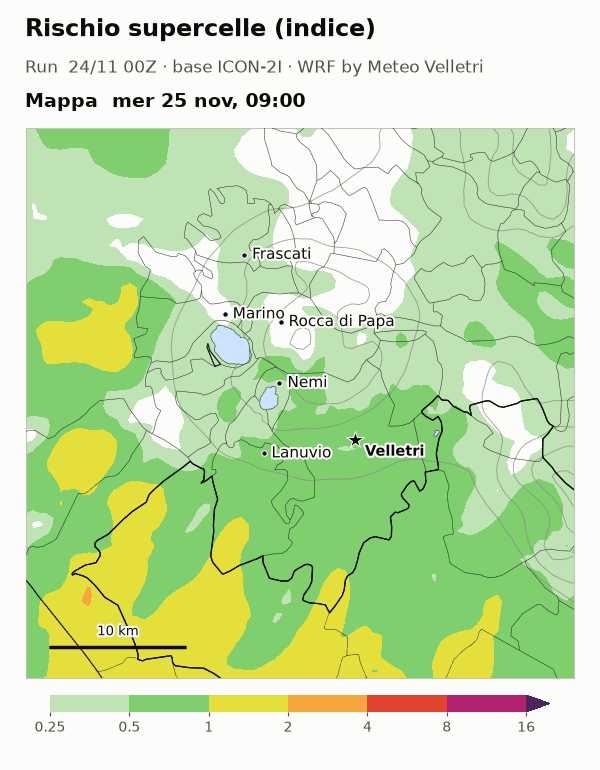 Rischio supercelle (indice)
Run  24/11 00Z · base ICON-2I · WRF by Meteo Velletri
Mappa  mer 25 nov, 09:00
Frascati
Marino
Rocca di Papa
Nemi
Velletri
Lanuvio
10 km
0.25 0.5 1 2 4 8 16